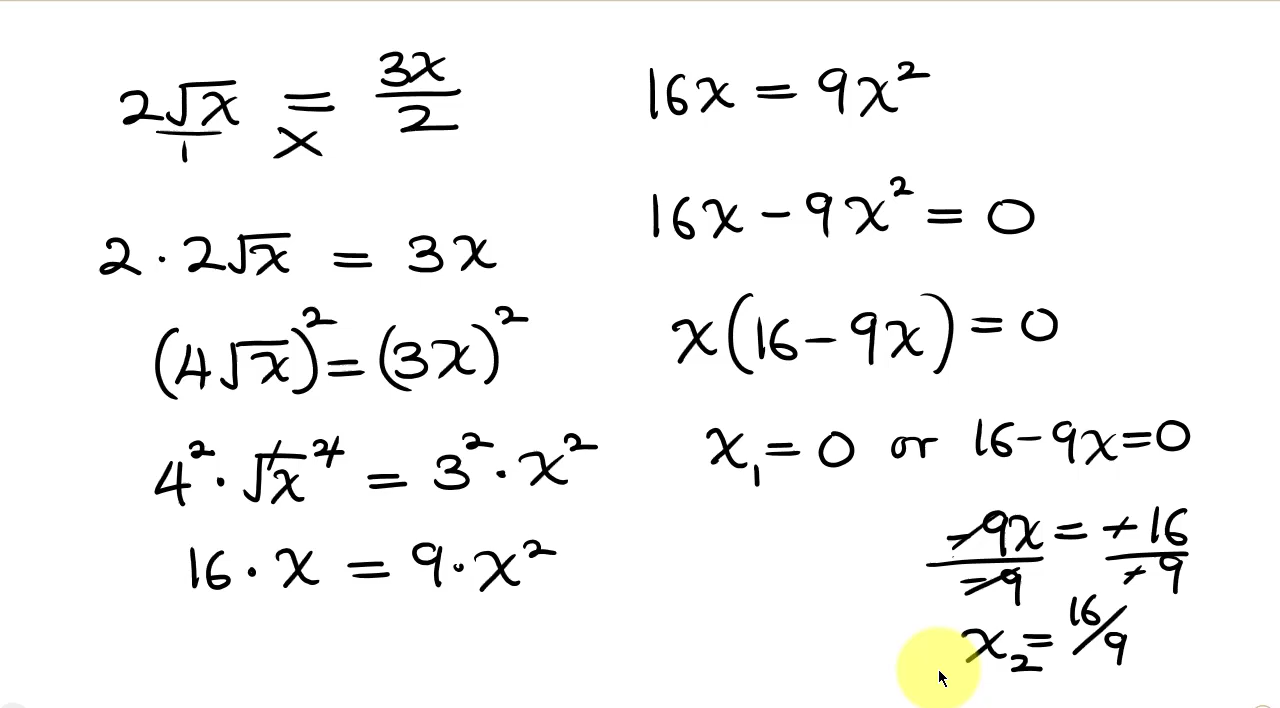 2√x = 3x/2
1
2 · 2√x = 3x
(4√x)² = (3x)²
4² · √x² = 3² · x²
16 · x = 9 · x²
16x = 9x²
16x − 9x² = 0
x(16 − 9x) = 0
x₁ = 0 or 16 − 9x = 0
−9x/−9 = −16/−9
x₂ = 16/9